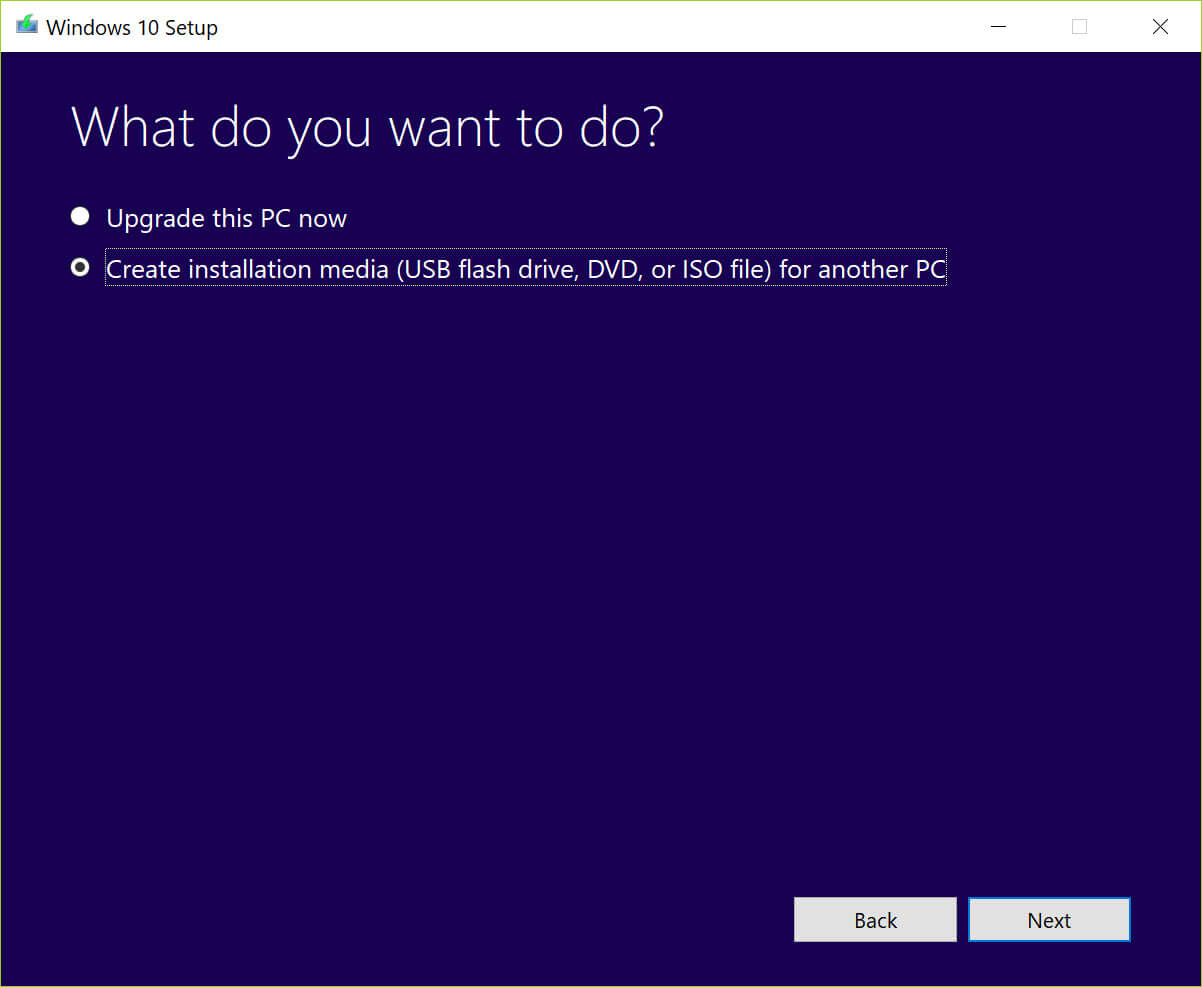 Windows 10 Setup
What do you want to do?
Upgrade this PC now
Create installation media (USB flash drive, DVD, or ISO file) for another PC
Back
Next